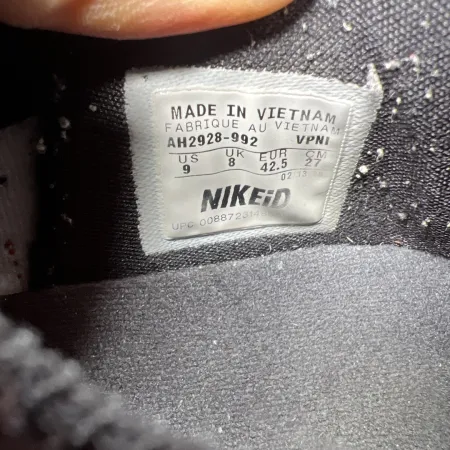 MADE IN VIETNAM
FABRIQUE AU VIETNAM
AH2928-992 VPNI
US UK EUR CM
9 8 42.5 27
NIKEiD
UPC